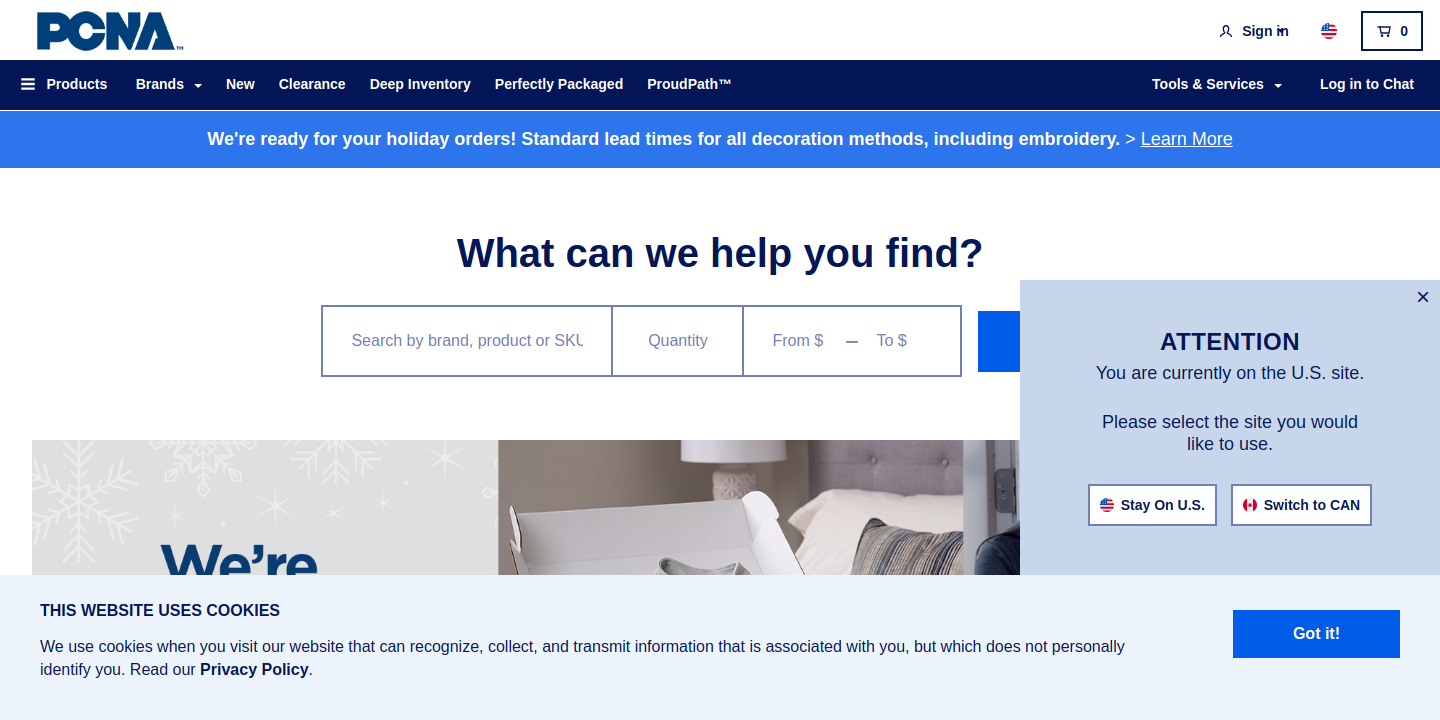 PCNA™
Sign in
0
Products
Brands
New
Clearance
Deep Inventory
Perfectly Packaged
ProudPath™
Tools & Services
Log in to Chat
We're ready for your holiday orders! Standard lead times for all decoration methods, including embroidery. > Learn More
What can we help you find?
Search by brand, product or SKU
Quantity
From $
–
To $
×
ATTENTION
You are currently on the U.S. site.
Please select the site you would
like to use.
Stay On U.S.
Switch to CAN
We're
THIS WEBSITE USES COOKIES
We use cookies when you visit our website that can recognize, collect, and transmit information that is associated with you, but which does not personally
identify you. Read our Privacy Policy.
Got it!